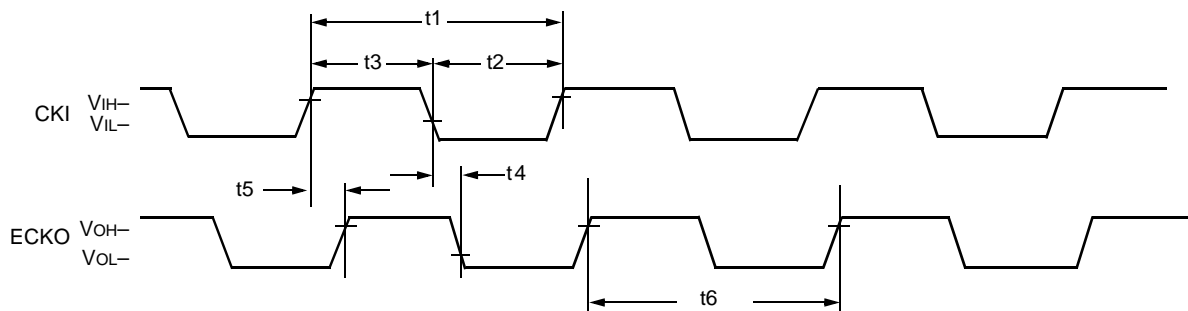 t1
t3
t2
CKI
VIH–
VIL–
t5
t4
ECKO
VOH–
VOL–
t6